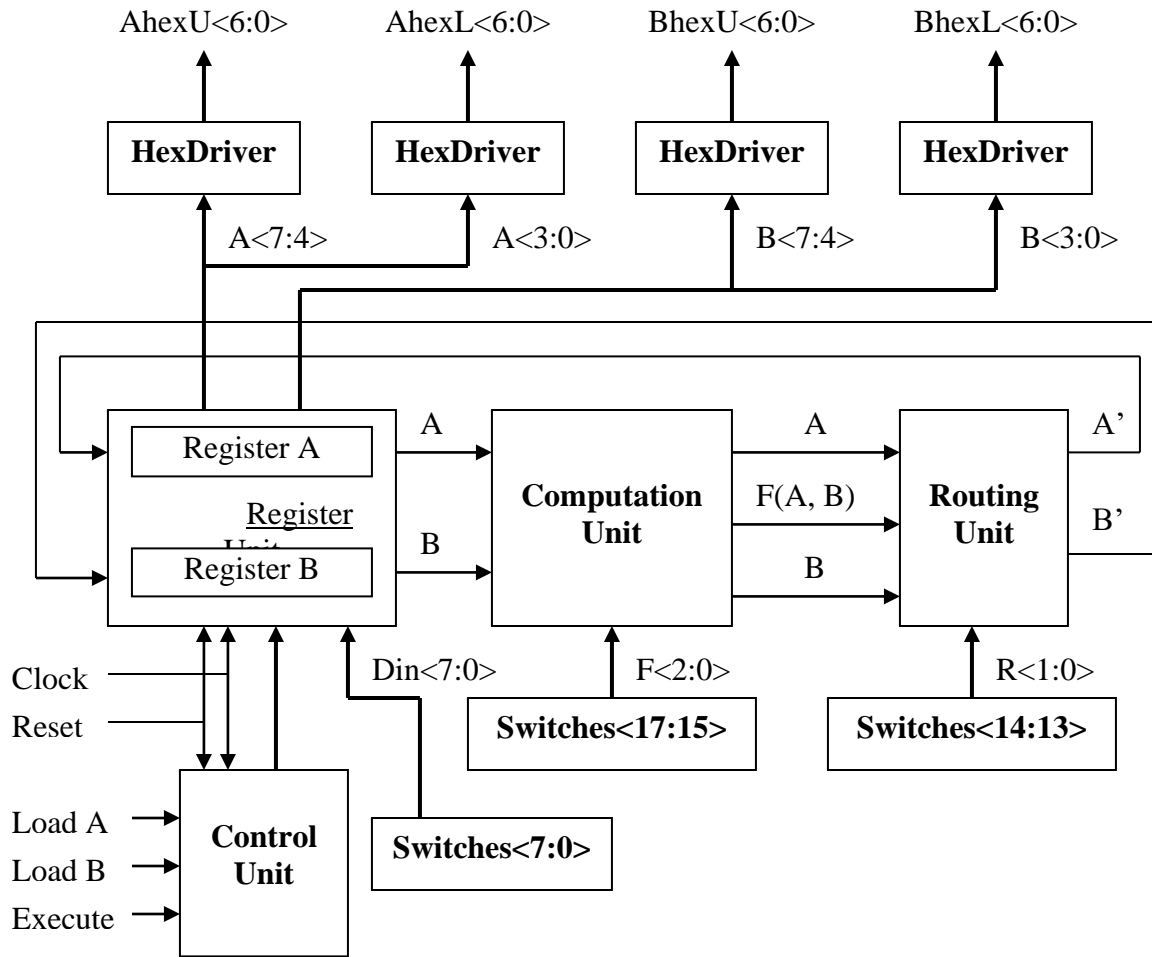 AhexU<6:0> AhexL<6:0> BhexU<6:0> BhexL<6:0>
HexDriver HexDriver HexDriver HexDriver
A<7:4> A<3:0> B<7:4> B<3:0>
Register A
Register
Unit
Register B
A
B
Computation
Unit
A
F(A, B)
B
Routing
Unit
A’
B’
Clock
Reset
Din<7:0>
F<2:0>
R<1:0>
Switches<17:15>
Switches<14:13>
Load A
Load B
Execute
Control
Unit
Switches<7:0>